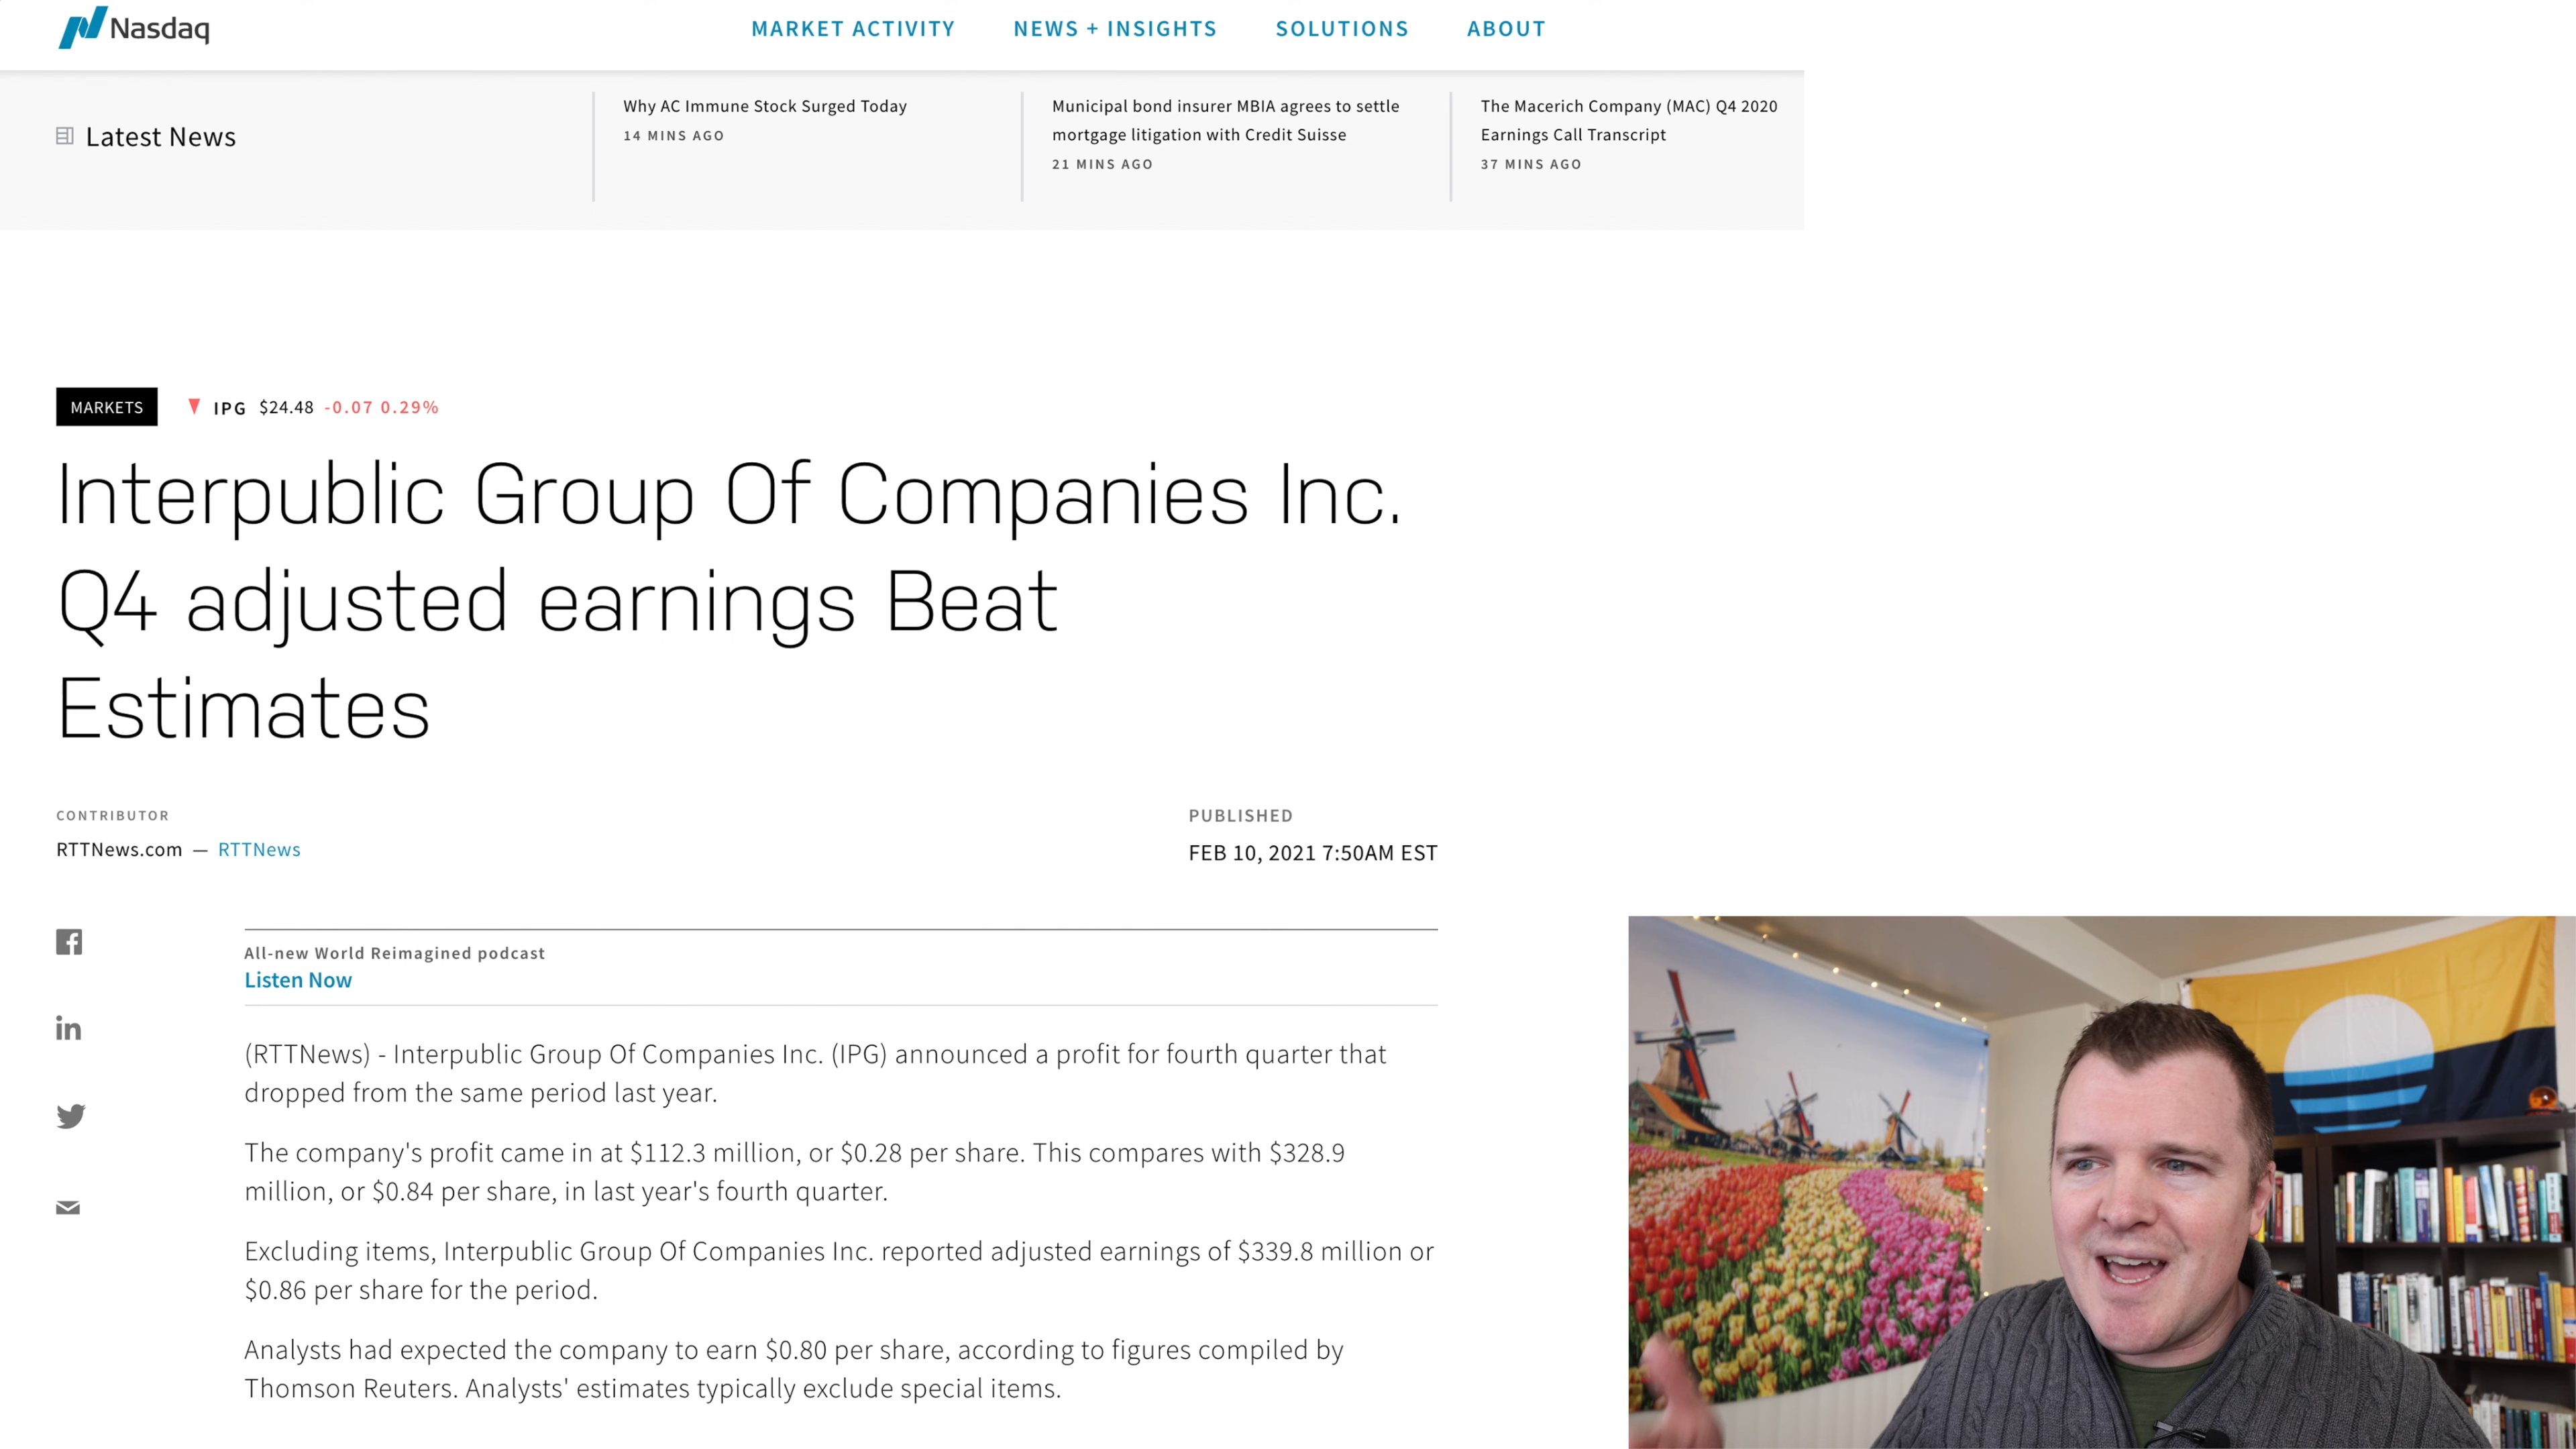 Nasdaq
MARKET ACTIVITY NEWS + INSIGHTS SOLUTIONS ABOUT
Latest News
Why AC Immune Stock Surged Today
14 MINS AGO
Municipal bond insurer MBIA agrees to settle
mortgage litigation with Credit Suisse
21 MINS AGO
The Macerich Company (MAC) Q4 2020
Earnings Call Transcript
37 MINS AGO
MARKETS IPG $24.48 -0.07 0.29%
Interpublic Group Of Companies Inc.
Q4 adjusted earnings Beat
Estimates
CONTRIBUTOR
RTTNews.com — RTTNews
PUBLISHED
FEB 10, 2021 7:50AM EST
All-new World Reimagined podcast
Listen Now
(RTTNews) - Interpublic Group Of Companies Inc. (IPG) announced a profit for fourth quarter that
dropped from the same period last year.
The company's profit came in at $112.3 million, or $0.28 per share. This compares with $328.9
million, or $0.84 per share, in last year's fourth quarter.
Excluding items, Interpublic Group Of Companies Inc. reported adjusted earnings of $339.8 million or
$0.86 per share for the period.
Analysts had expected the company to earn $0.80 per share, according to figures compiled by
Thomson Reuters. Analysts' estimates typically exclude special items.